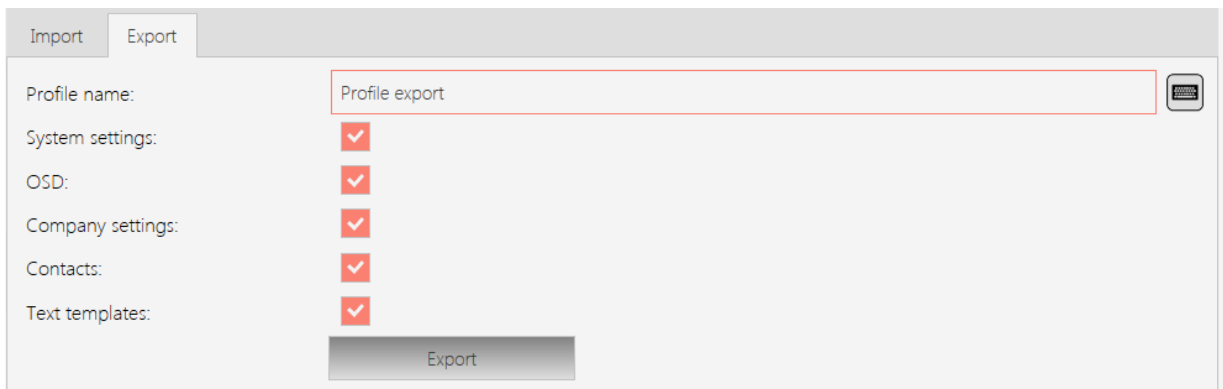 Import Export
Profile name: Profile export
System settings:
OSD:
Company settings:
Contacts:
Text templates:
Export